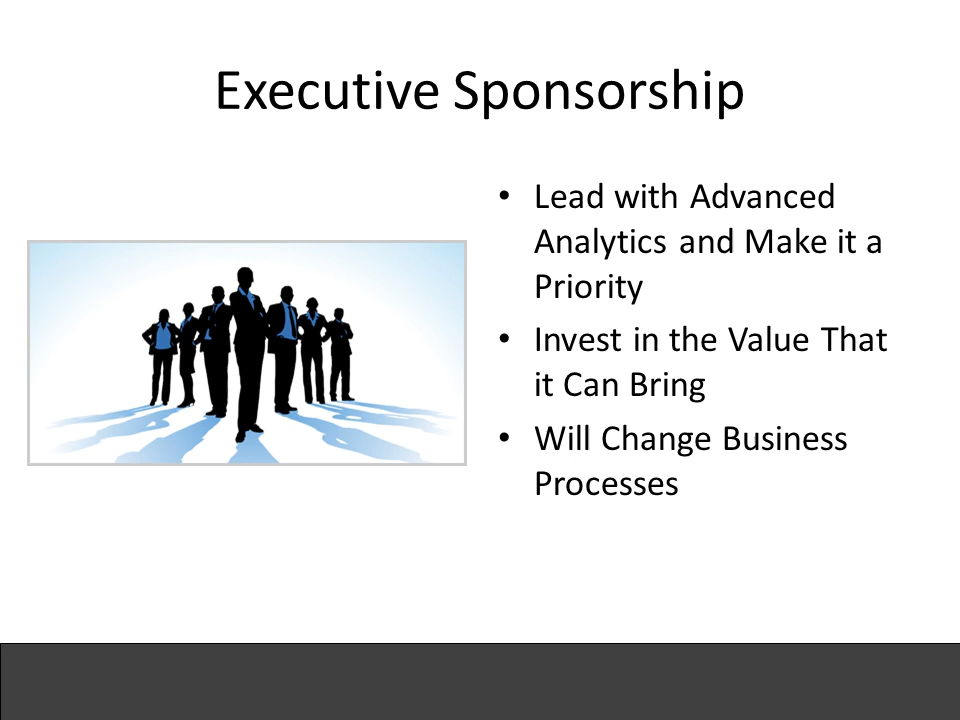 Executive Sponsorship
• Lead with Advanced
Analytics and Make it a
Priority
• Invest in the Value That
it Can Bring
• Will Change Business
Processes